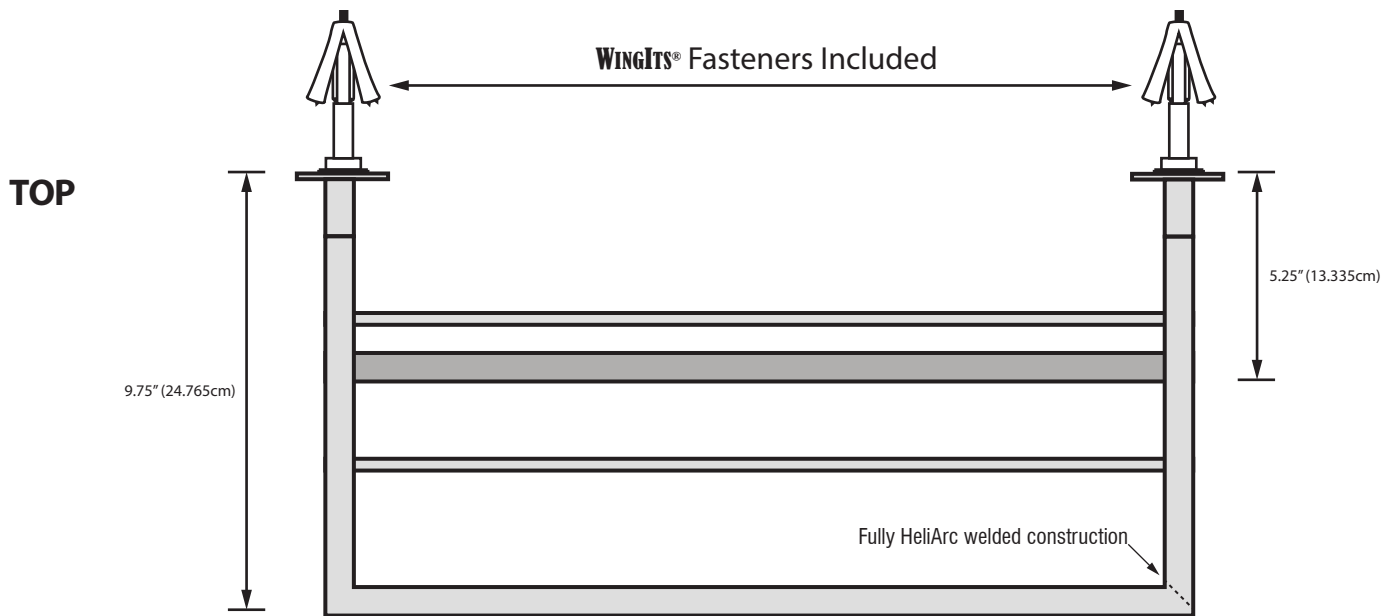 WINGITS® Fasteners Included
TOP
5.25" (13.335cm)
9.75" (24.765cm)
Fully HeliArc welded construction